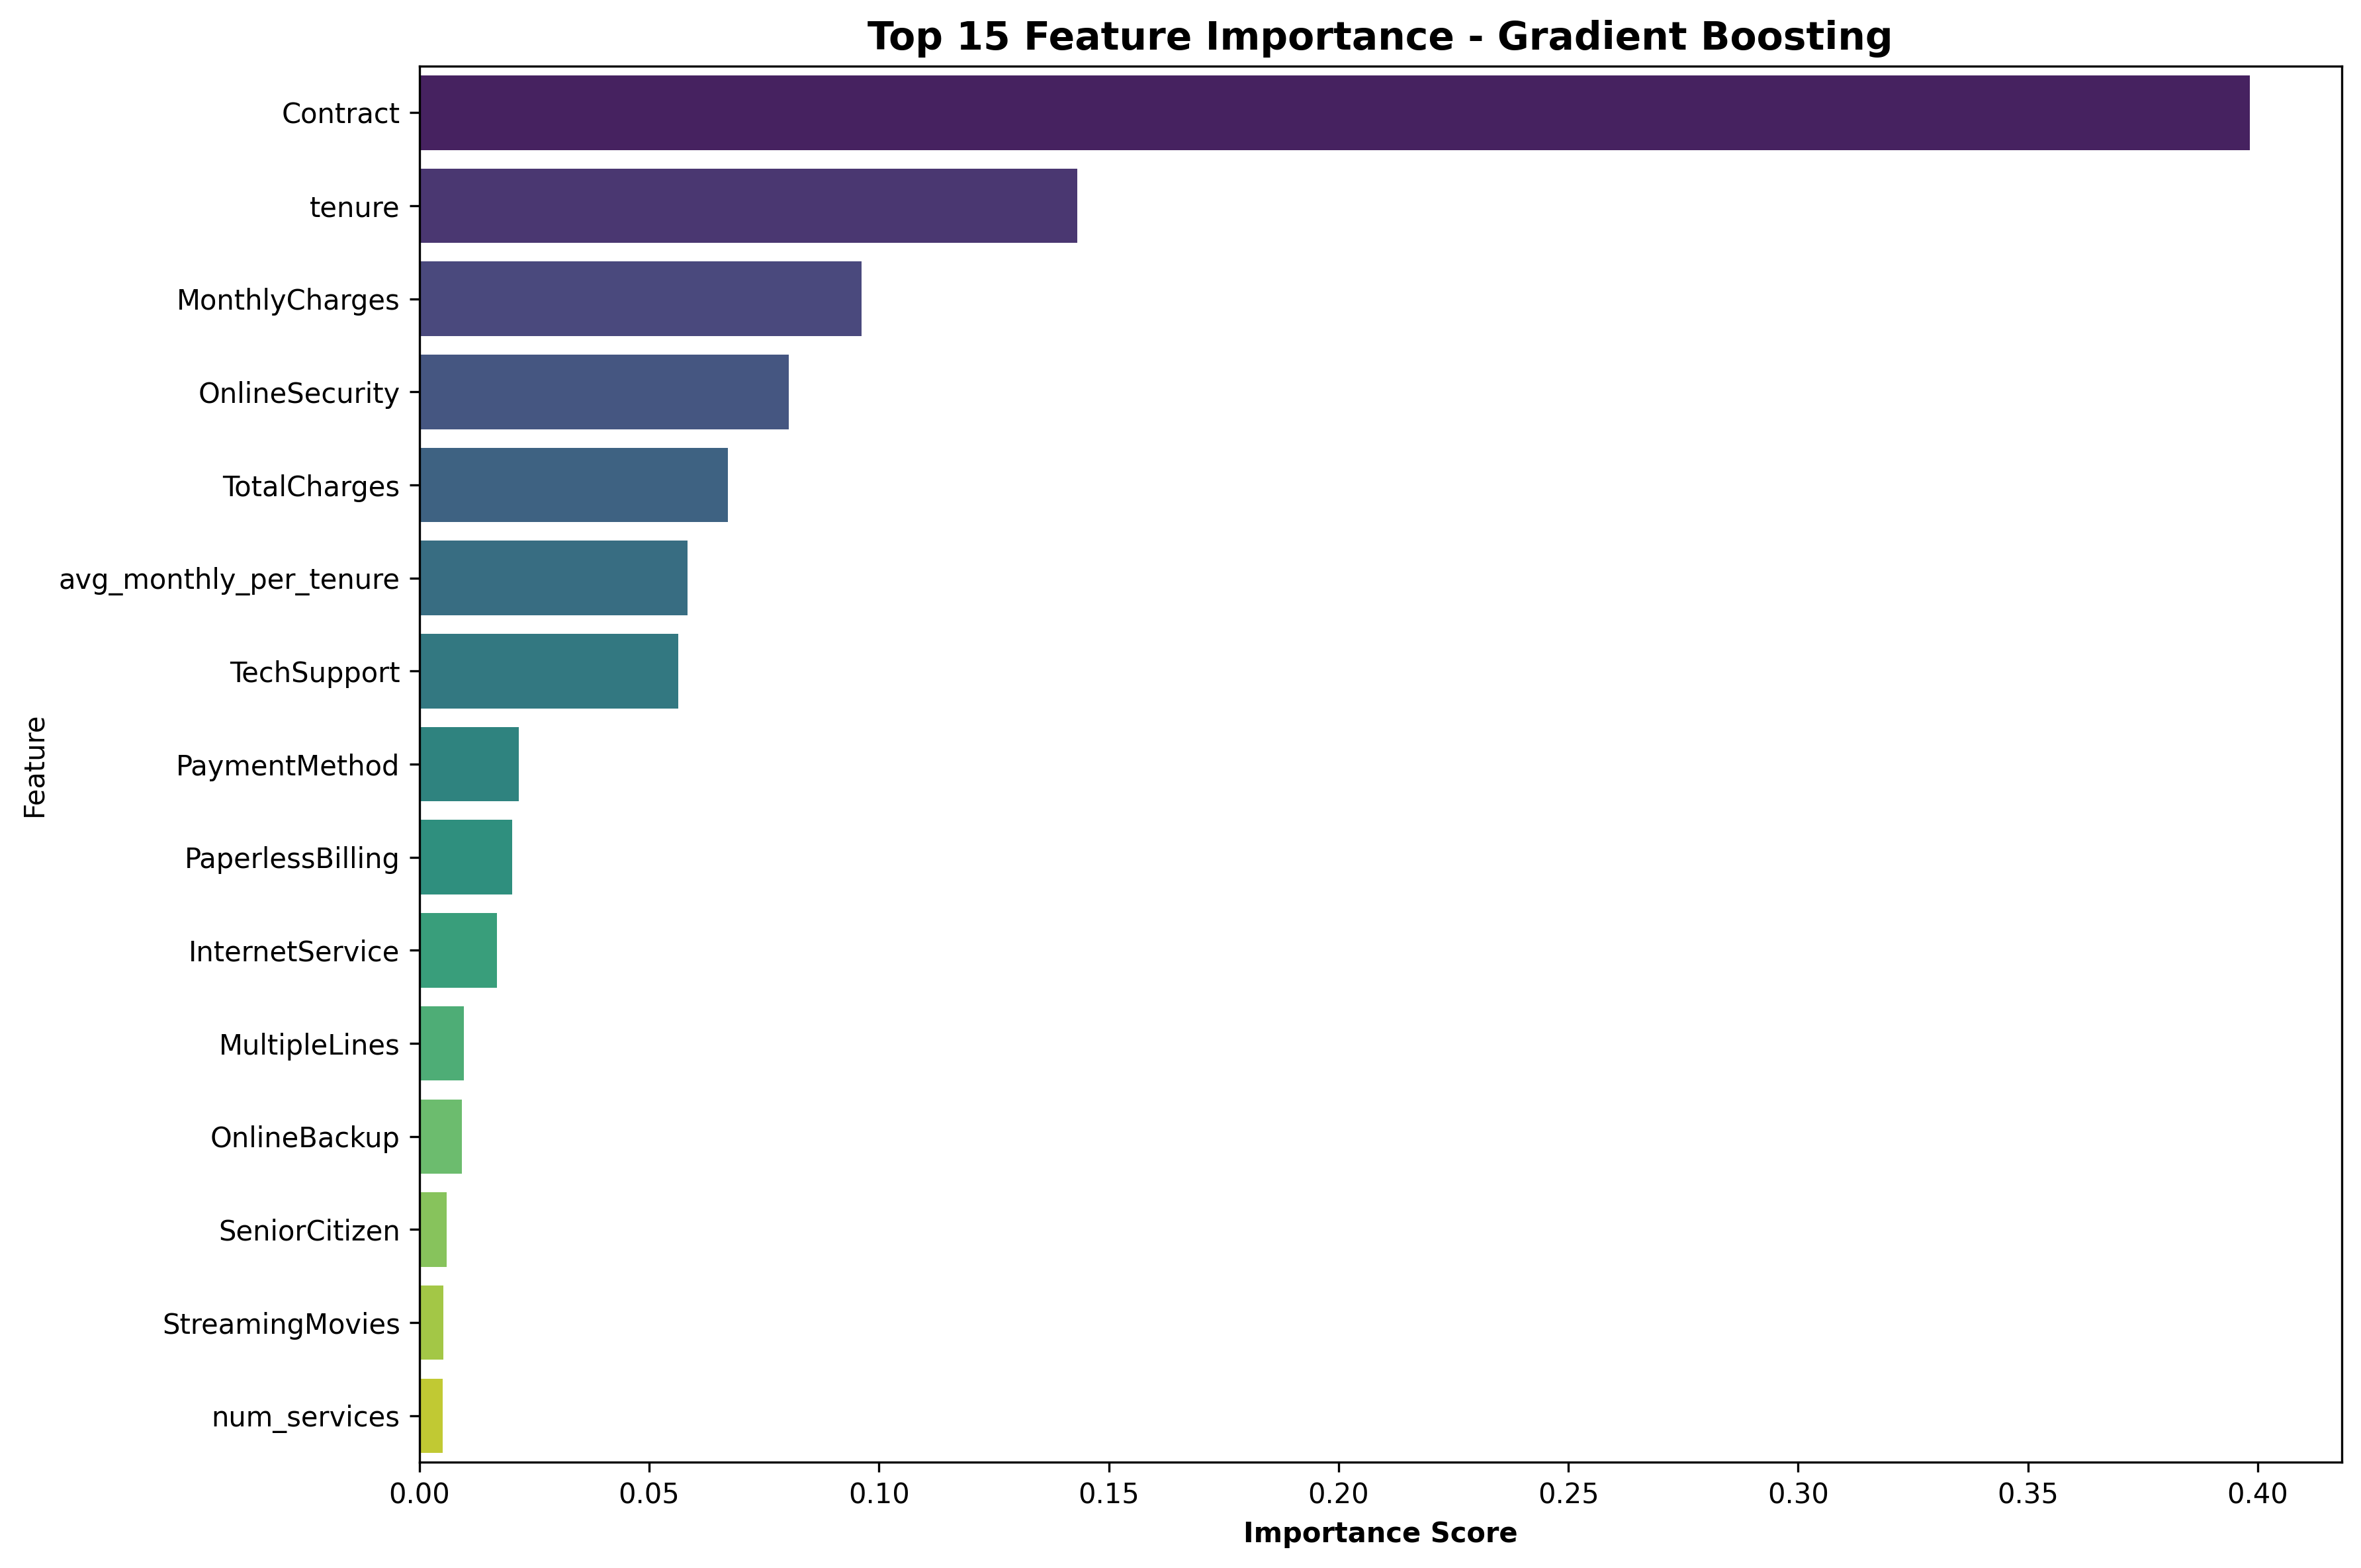 Top 15 Feature Importance - Gradient Boosting
Contract
tenure
MonthlyCharges
OnlineSecurity
TotalCharges
avg_monthly_per_tenure
TechSupport
PaymentMethod
PaperlessBilling
InternetService
MultipleLines
OnlineBackup
SeniorCitizen
StreamingMovies
num_services
Feature
0.00 0.05 0.10 0.15 0.20 0.25 0.30 0.35 0.40
Importance Score